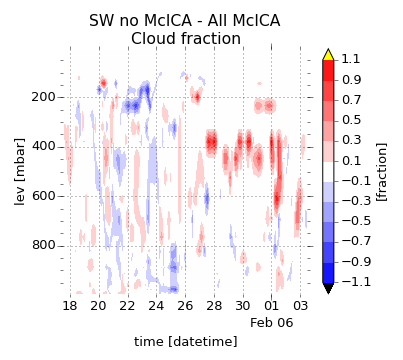 SW no McICA - All McICA
Cloud fraction
lev [mbar]
200
400
600
800
18 20 22 24 26 28 30 01 03
Feb 06
time [datetime]
1.1
0.9
0.7
0.5
0.3
0.1
−0.1
−0.3
−0.5
−0.7
−0.9
−1.1
[fraction]